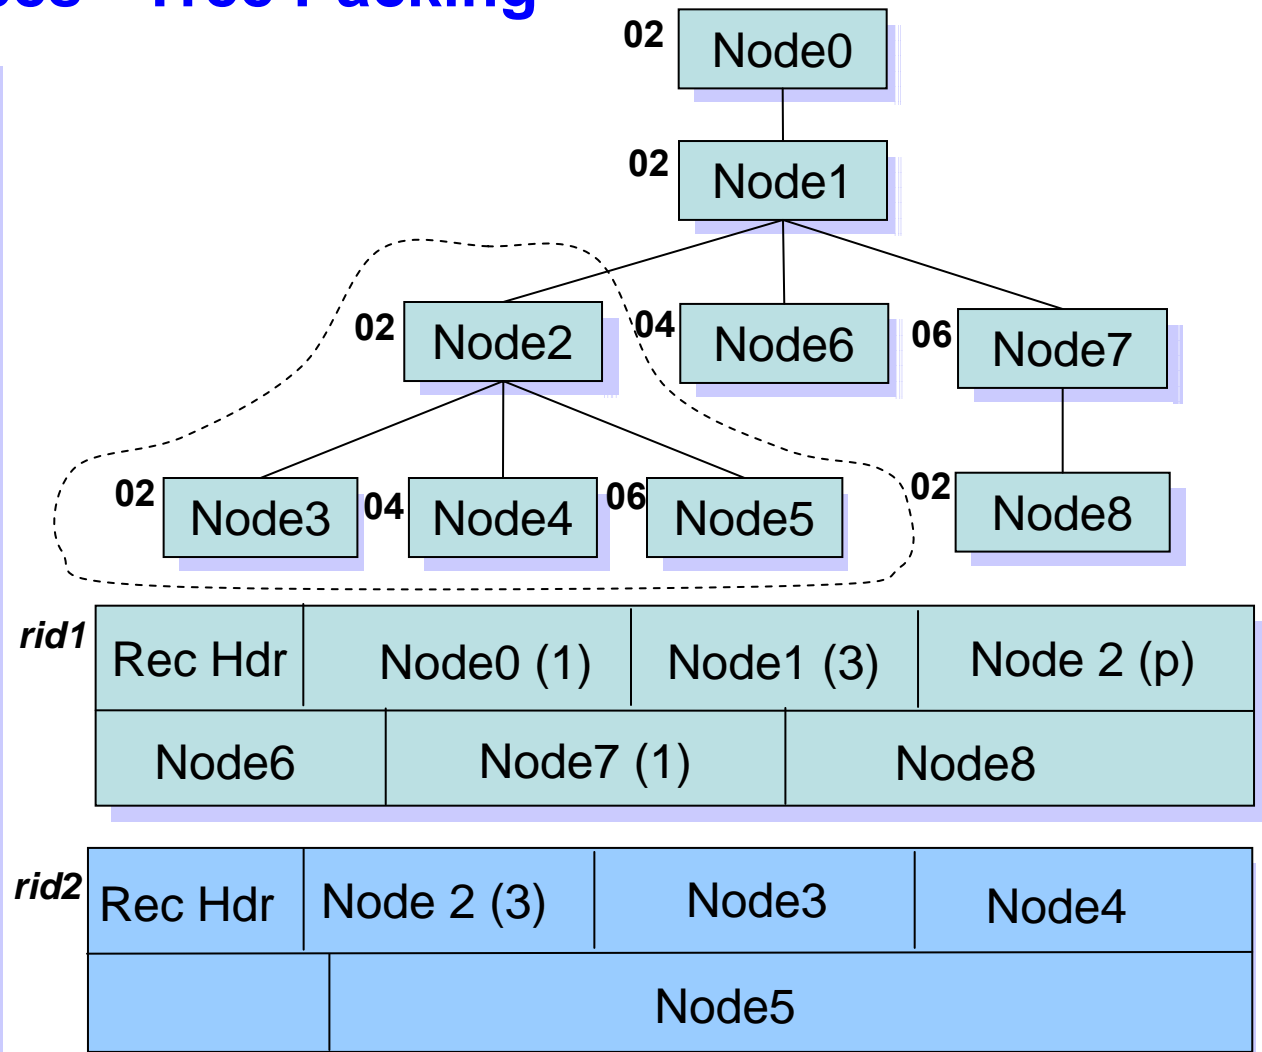 Tree Packing
02 Node0
02 Node1
02 Node2 04 Node6 06 Node7
02 Node3 04 Node4 06 Node5 02 Node8
rid1 Rec Hdr Node0 (1) Node1 (3) Node 2 (p)
Node6 Node7 (1) Node8
rid2 Rec Hdr Node 2 (3) Node3 Node4
Node5